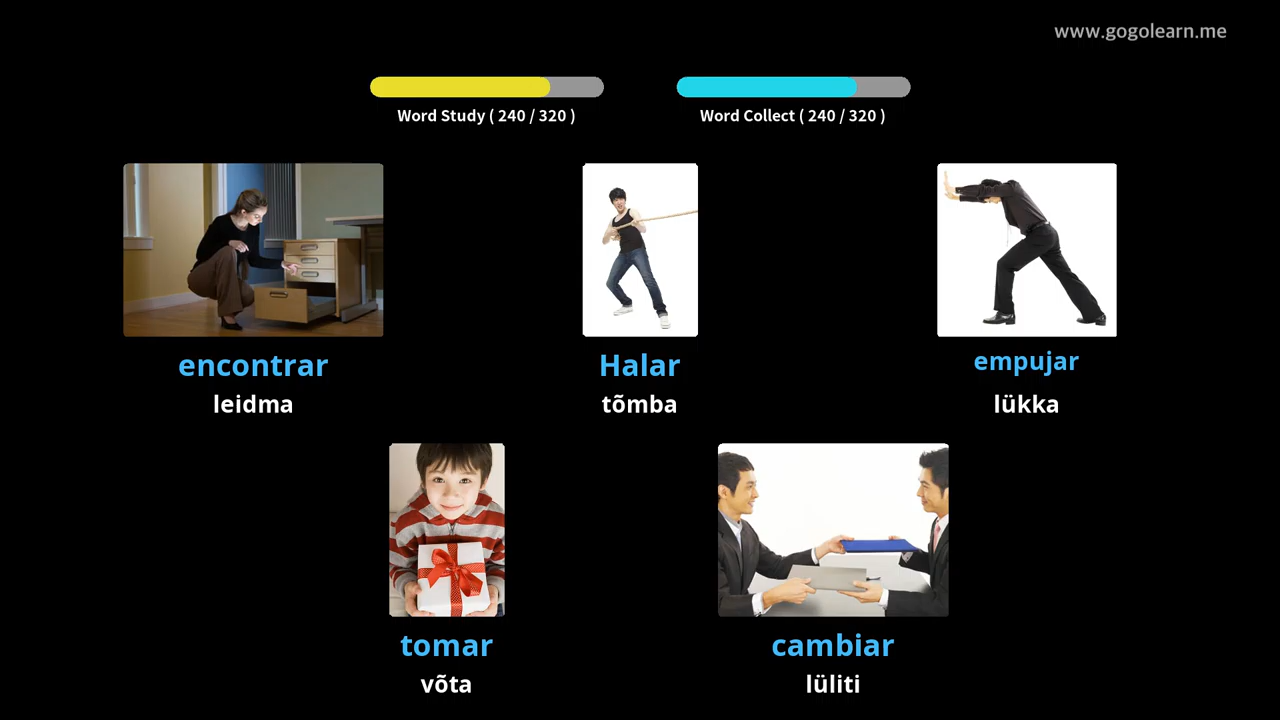 www.gogolearn.me
Word Study ( 240 / 320 )
Word Collect ( 240 / 320 )
encontrar
leidma
Halar
tõmba
empujar
lükka
tomar
võta
cambiar
lüliti